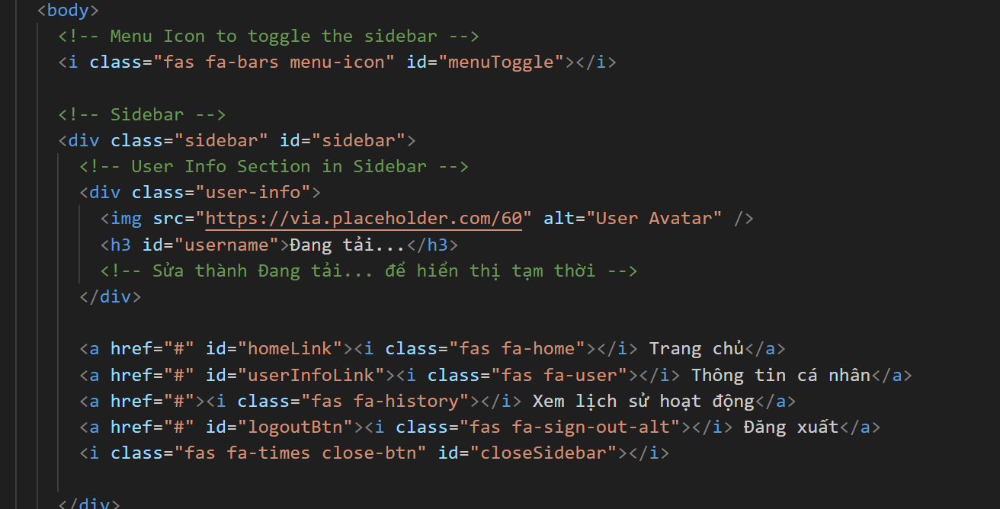 <body>
<!-- Menu Icon to toggle the sidebar -->
<i class="fas fa-bars menu-icon" id="menuToggle"></i>
<!-- Sidebar -->
<div class="sidebar" id="sidebar">
<!-- User Info Section in Sidebar -->
<div class="user-info">
<img src="https://via.placeholder.com/60" alt="User Avatar" />
<h3 id="username">Đang tải...</h3>
<!-- Sửa thành Đang tải... để hiển thị tạm thời -->
</div>
<a href="#" id="homeLink"><i class="fas fa-home"></i> Trang chủ</a>
<a href="#" id="userInfoLink"><i class="fas fa-user"></i> Thông tin cá nhân</a>
<a href="#"><i class="fas fa-history"></i> Xem lịch sử hoạt động</a>
<a href="#" id="logoutBtn"><i class="fas fa-sign-out-alt"></i> Đăng xuất</a>
<i class="fas fa-times close-btn" id="closeSidebar"></i>
</div>